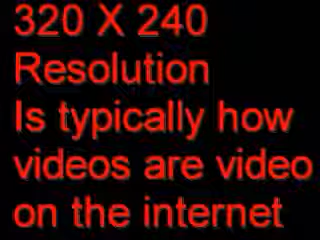 320 X 240
Resolution
Is typically how
videos are video
on the internet